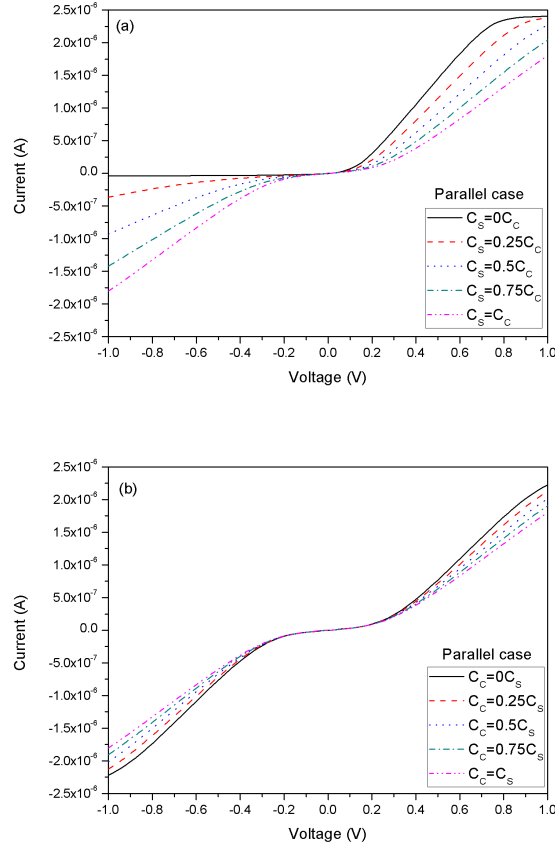 (a)
2.5x10⁻⁶
2.0x10⁻⁶
1.5x10⁻⁶
1.0x10⁻⁶
5.0x10⁻⁷
0.0
-5.0x10⁻⁷
-1.0x10⁻⁶
-1.5x10⁻⁶
-2.0x10⁻⁶
-2.5x10⁻⁶
Current (A)
Parallel case
C_S=0C_C
C_S=0.25C_C
C_S=0.5C_C
C_S=0.75C_C
C_S=C_C
-1.0 -0.8 -0.6 -0.4 -0.2 0.0 0.2 0.4 0.6 0.8 1.0
Voltage (V)
(b)
2.5x10⁻⁶
2.0x10⁻⁶
1.5x10⁻⁶
1.0x10⁻⁶
5.0x10⁻⁷
0.0
-5.0x10⁻⁷
-1.0x10⁻⁶
-1.5x10⁻⁶
-2.0x10⁻⁶
-2.5x10⁻⁶
Current (A)
Parallel case
C_C=0C_S
C_C=0.25C_S
C_C=0.5C_S
C_C=0.75C_S
C_C=C_S
-1.0 -0.8 -0.6 -0.4 -0.2 0.0 0.2 0.4 0.6 0.8 1.0
Voltage (V)